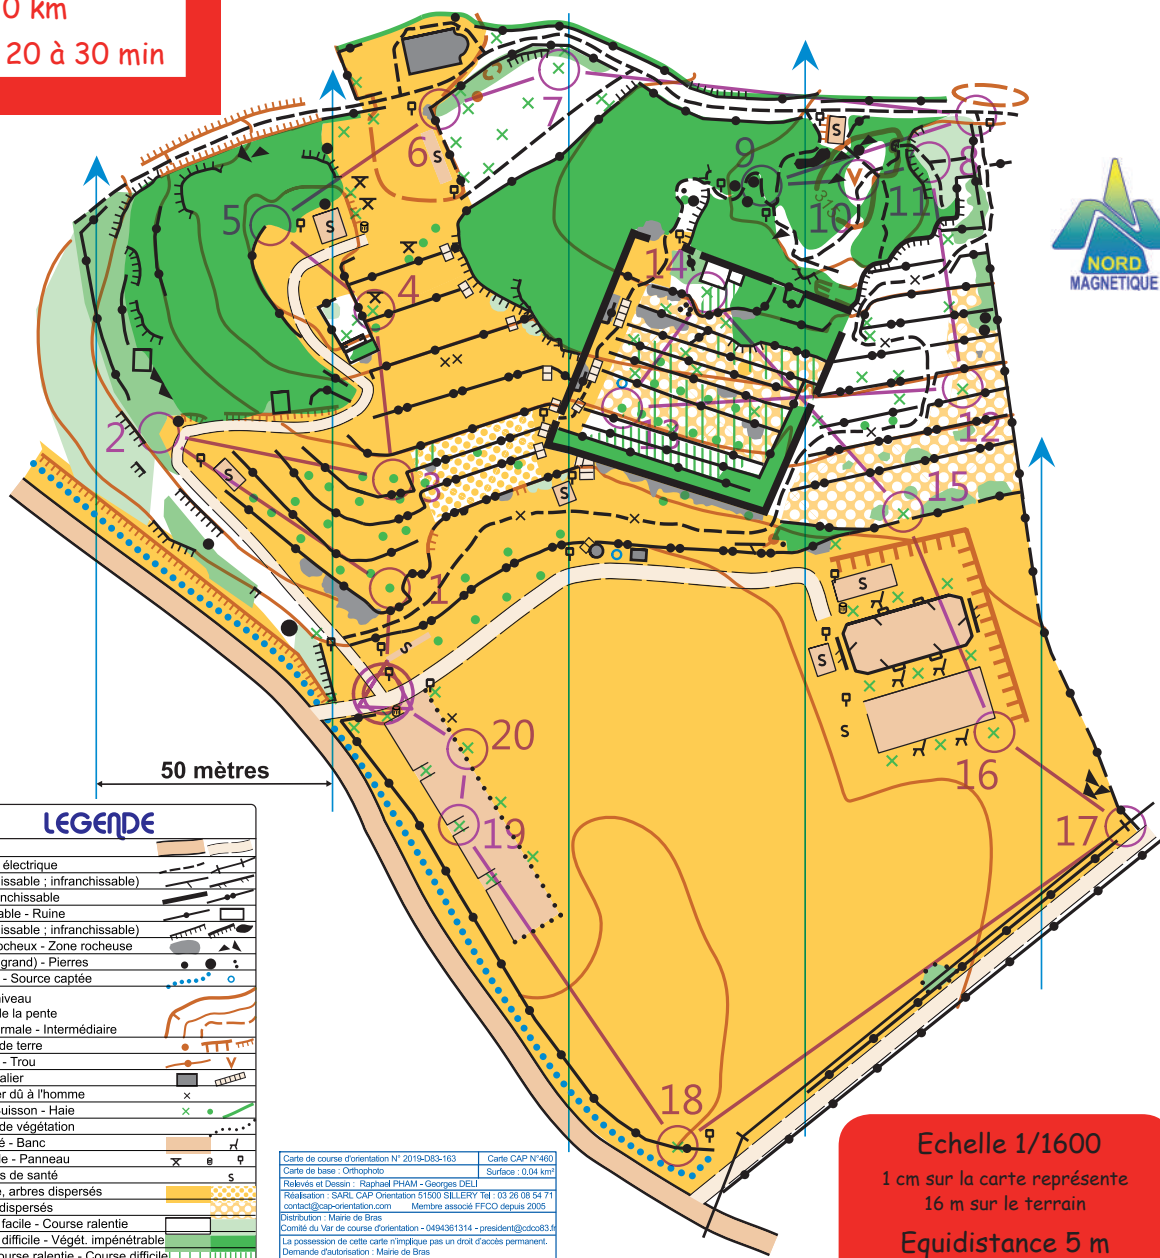 0 km
20 à 30 min
7
6
S
5
S
4
2
S
3
1
S
S
9
10
11
8
S
V
315
14
13
12
15
S
S
S
16
17
20
19
18
NORD
MAGNETIQUE
50 mètres
LEGENDE
électrique
issable ; infranchissable)
nchissable
able - Ruine
issable ; infranchissable)
ocheux - Zone rocheuse
grand) - Pierres
- Source captée
iveau
de la pente
rmale - Intermédiaire
de terre
- Trou
alier
er dû à l'homme
uisson - Haie
de végétation
é - Banc
le - Panneau
s de santé
S
e, arbres dispersés
dispersés
facile - Course ralentie
difficile - Végét. impénétrable
ourse ralentie - Course difficile
Carte de course d'orientation N° 2019-D83-163
Carte CAP N°460
Carte de base : Orthophoto
Surface : 0.04 km²
Relevés et Dessin : Raphael PHAM - Georges DELI
Réalisation : SARL CAP Orientation 51500 SILLERY Tel : 03 26 08 54 71
contact@cap-orientation.com Membre associé FFCO depuis 2005
Distribution : Mairie de Bras
Comité du Var de course d'orientation - 0494361314 - president@cdco83.fr
La possession de cette carte n'implique pas un droit d'accès permanent.
Demande d'autorisation : Mairie de Bras
Echelle 1/1600
1 cm sur la carte représente
16 m sur le terrain
Equidistance 5 m